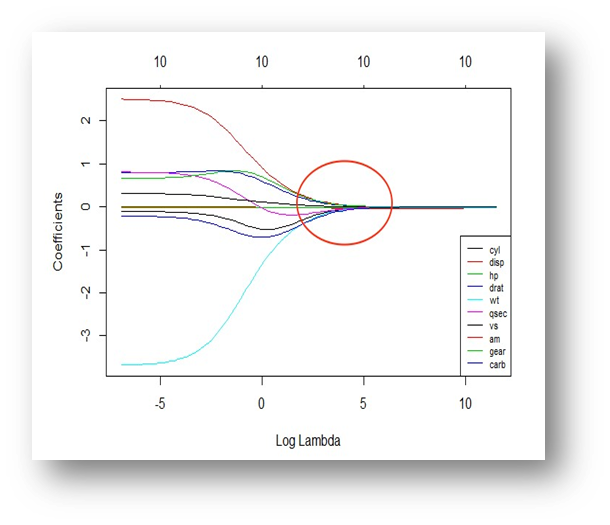 10 10 10 10
Coefficients
2
1
0
-1
-2
-3
cyl
disp
hp
drat
wt
qsec
vs
am
gear
carb
-5 0 5 10
Log Lambda